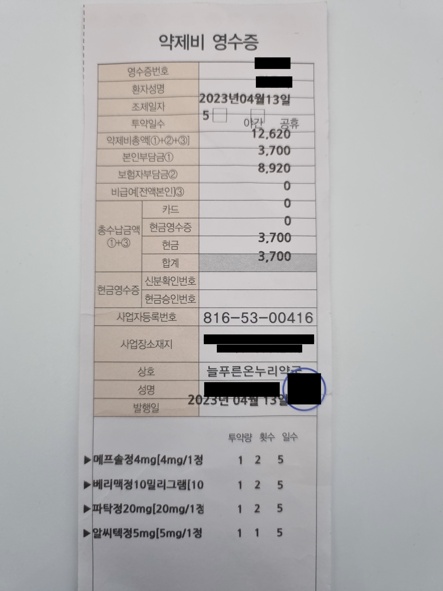 약제비 영수증
영수증번호
환자성명
조제일자 2023년04월13일
투약일수 5 야간 공휴
약제비총액[①+②+③] 12,620
본인부담금① 3,700
보험자부담금② 8,920
비급여(전액본인)③ 0
총수납금액 ①+③
카드 0
현금영수증 0
현금 3,700
합계 3,700
현금영수증
신분확인번호
현금승인번호
사업자등록번호 816-53-00416
사업장소재지
상호 늘푸른온누리약국
성명
발행일 2023년 04월 13일
투약량 횟수 일수
▶메프솔정4mg[4mg/1정 1 2 5
▶베리맥정10밀리그램[10 1 2 5
▶파탁정20mg[20mg/1정 1 2 5
▶알씨텍정5mg[5mg/1정 1 1 5